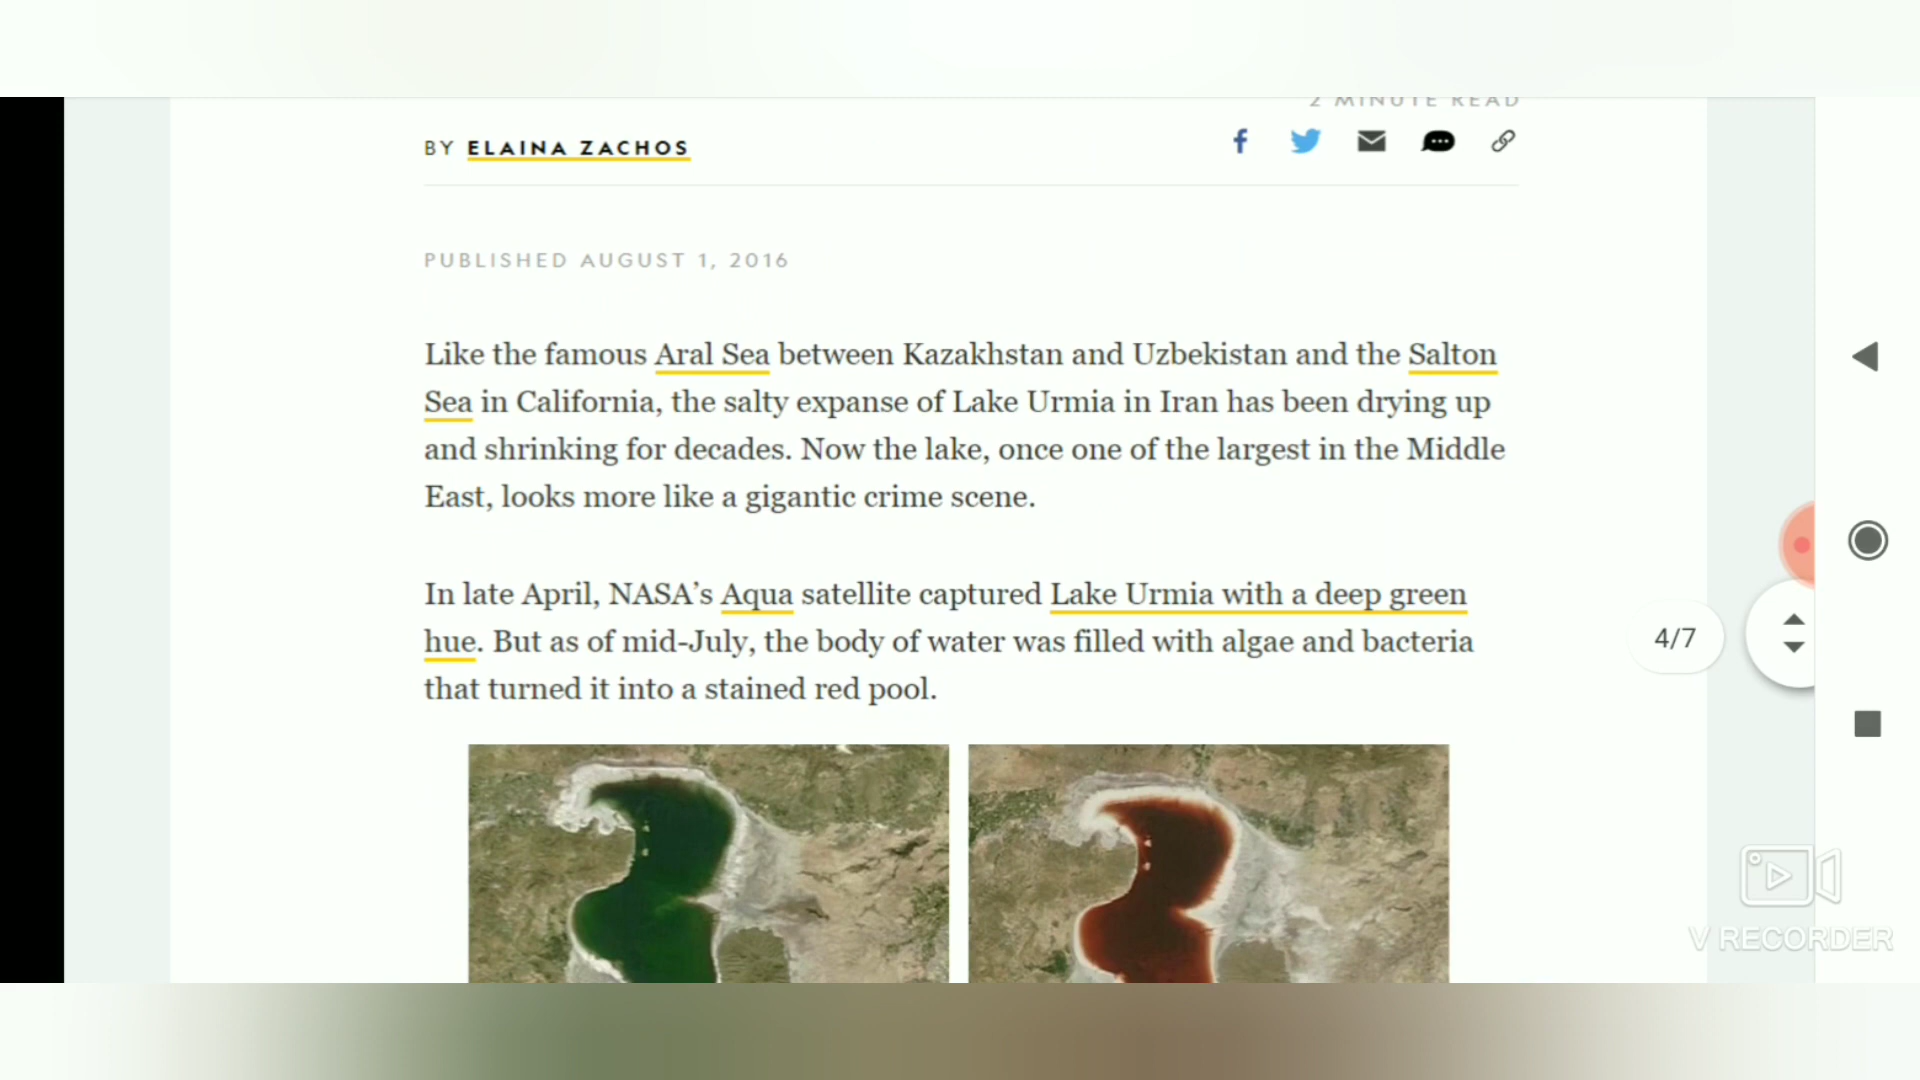 2 MINUTE READ
BY ELAINA ZACHOS
PUBLISHED AUGUST 1, 2016
Like the famous Aral Sea between Kazakhstan and Uzbekistan and the Salton
Sea in California, the salty expanse of Lake Urmia in Iran has been drying up
and shrinking for decades. Now the lake, once one of the largest in the Middle
East, looks more like a gigantic crime scene.
In late April, NASA’s Aqua satellite captured Lake Urmia with a deep green
hue. But as of mid-July, the body of water was filled with algae and bacteria
that turned it into a stained red pool.
4/7
V RECORDER